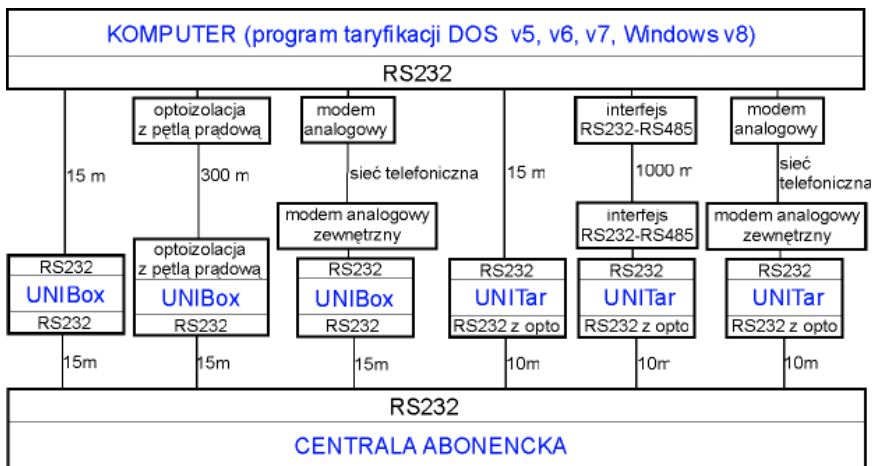 KOMPUTER (program taryfikacji DOS v5, v6, v7, Windows v8)
RS232
optoizolacja
z pętlą prądową
modem
analogowy
interfejs
RS232-RS485
modem
analogowy
15 m
300 m
sieć telefoniczna
15 m
1000 m
sieć
telefoniczna
modem analogowy
zewnętrzny
interfejs
RS232-RS485
modem analogowy
zewnętrzny
RS232
UNIBox
RS232
optoizolacja
z pętlą prądową
UNIBox
RS232
RS232
UNIBox
RS232
RS232
UNITar
RS232 z opto
RS232
UNITar
RS232 z opto
RS232
UNITar
RS232 z opto
15m
15m
15m
10m
10m
10m
RS232
CENTRALA ABONENCKA